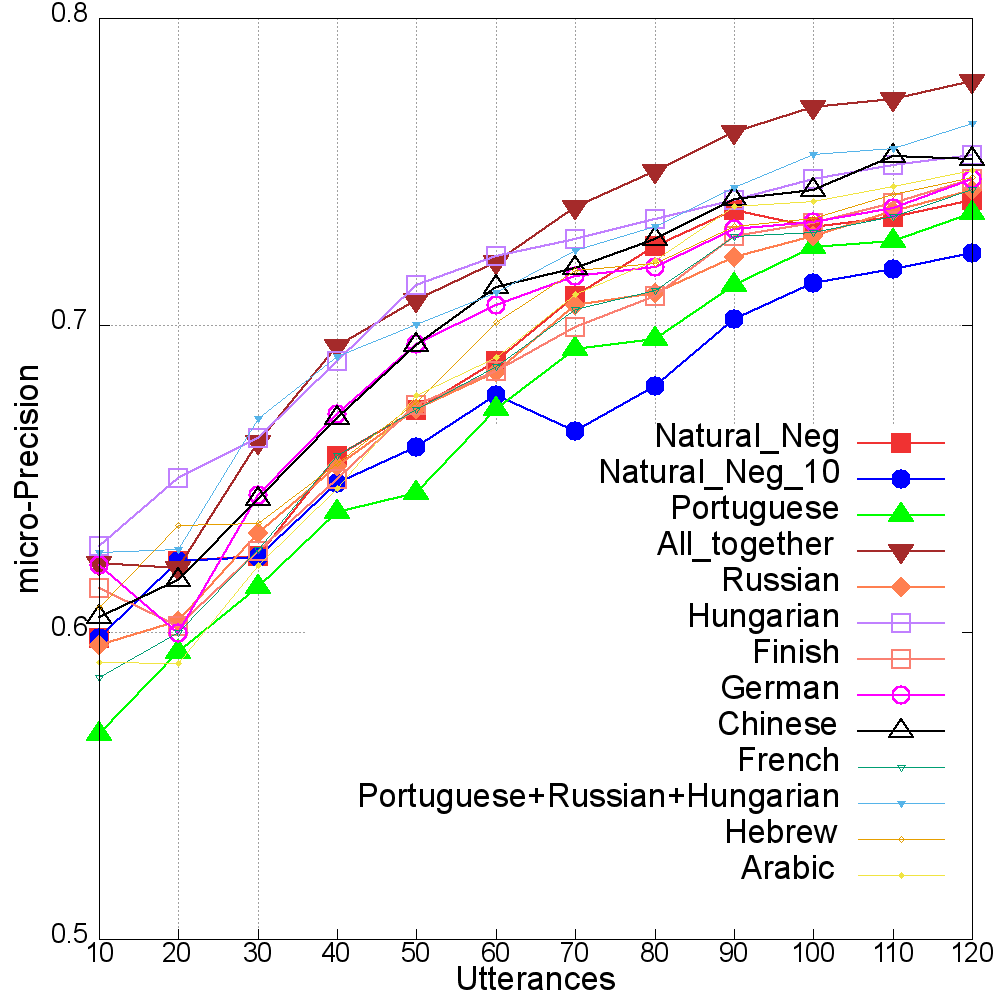 0.8
0.7
0.6
0.5
micro-Precision
Natural_Neg
Natural_Neg_10
Portuguese
All_together
Russian
Hungarian
Finish
German
Chinese
French
Portuguese+Russian+Hungarian
Hebrew
Arabic
10 20 30 40 50 60 70 80 90 100 110 120
Utterances